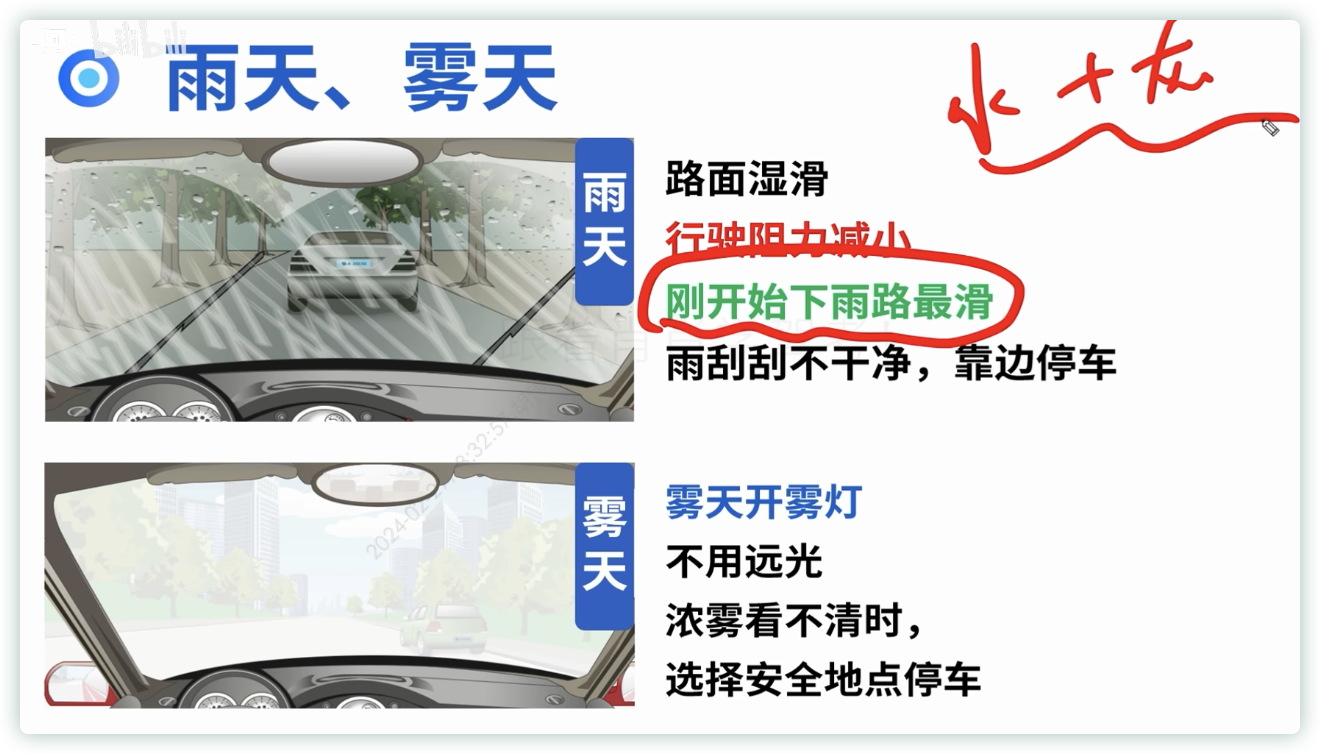 bilibili
雨天、雾天
水+灰
雨天
路面湿滑
行驶阻力减小
刚开始下雨路最滑
雨刮刮不干净，靠边停车
雾天
雾天开雾灯
不用远光
浓雾看不清时，
选择安全地点停车